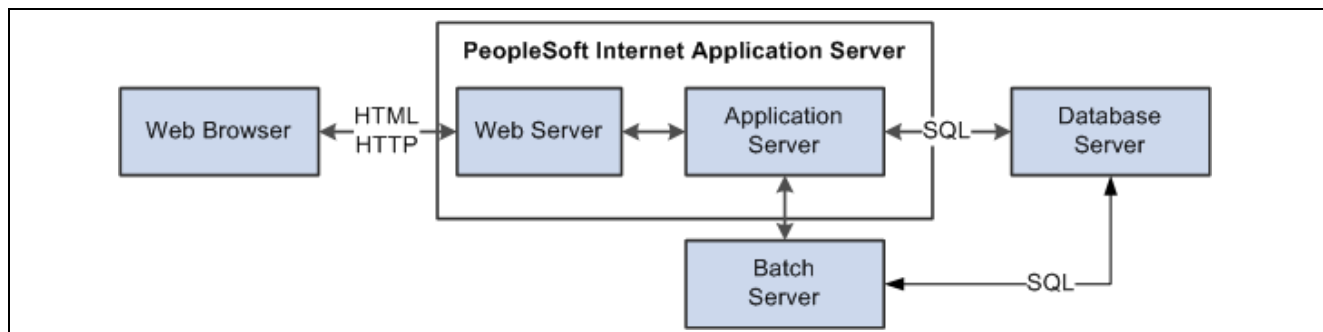 PeopleSoft Internet Application Server
Web Browser
HTML
HTTP
Web Server
Application
Server
SQL
Database
Server
Batch
Server
SQL